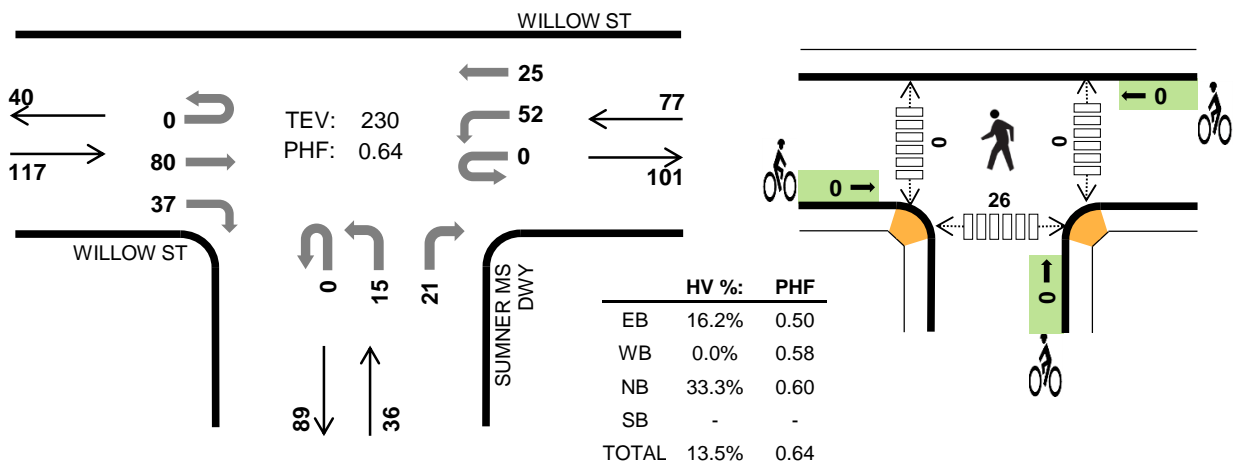 WILLOW ST
40
0
25
77
TEV: 230
52
PHF: 0.64
117
80
0
101
37
WILLOW ST
0
15
21
SUMNER MS
DWY
89
36
HV %: PHF
EB 16.2% 0.50
WB 0.0% 0.58
NB 33.3% 0.60
SB - -
TOTAL 13.5% 0.64
0
0
0
0
26
0